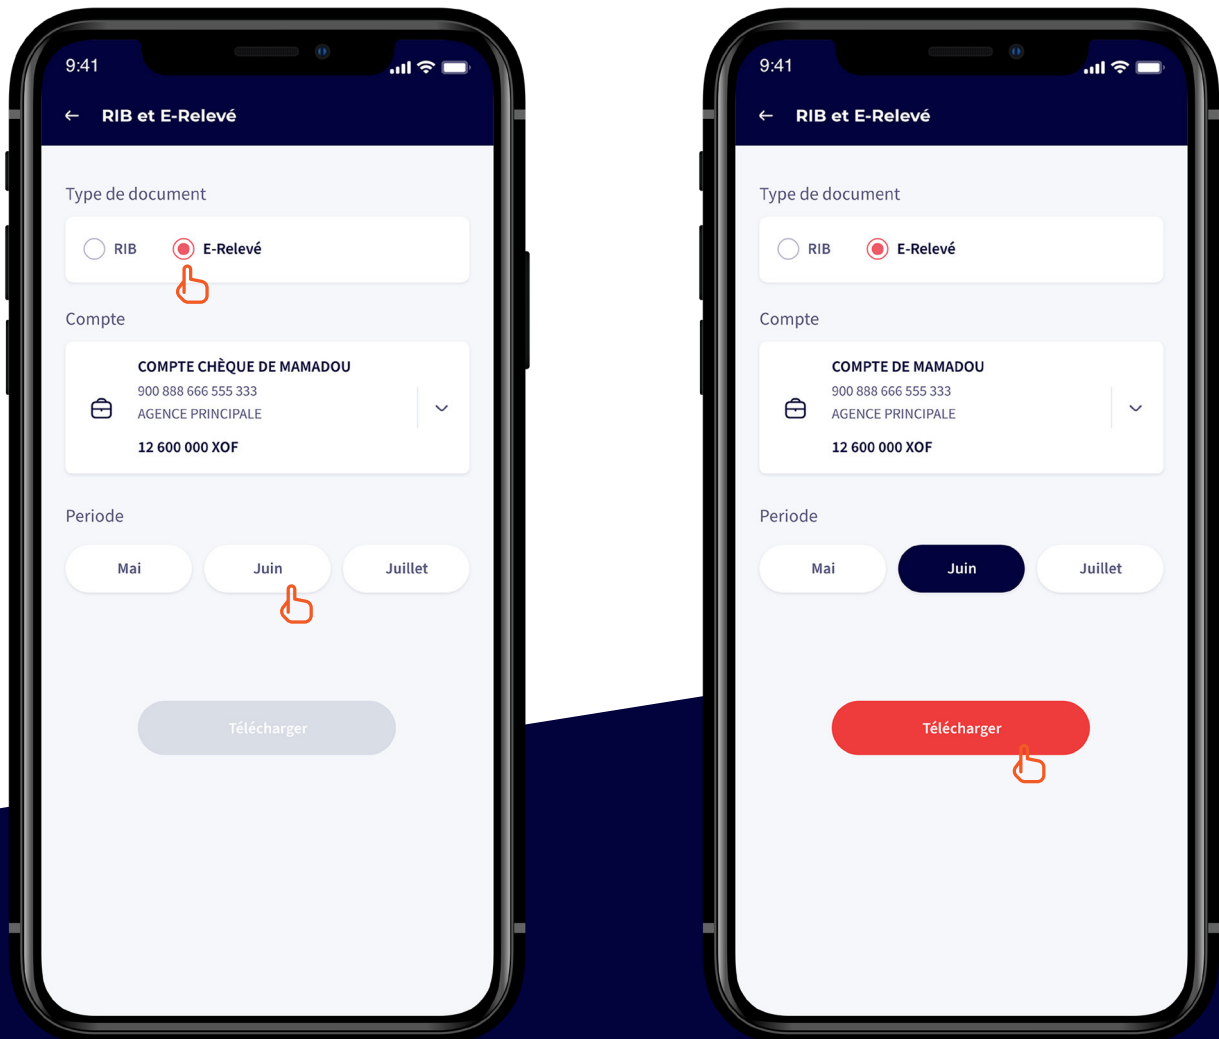 9:41
RIB et E-Relevé
Type de document
RIB
E-Relevé
Compte
COMPTE CHÈQUE DE MAMADOU
900 888 666 555 333
AGENCE PRINCIPALE
12 600 000 XOF
Periode
Mai
Juin
Juillet
Télécharger
9:41
RIB et E-Relevé
Type de document
RIB
E-Relevé
Compte
COMPTE DE MAMADOU
900 888 666 555 333
AGENCE PRINCIPALE
12 600 000 XOF
Periode
Mai
Juin
Juillet
Télécharger